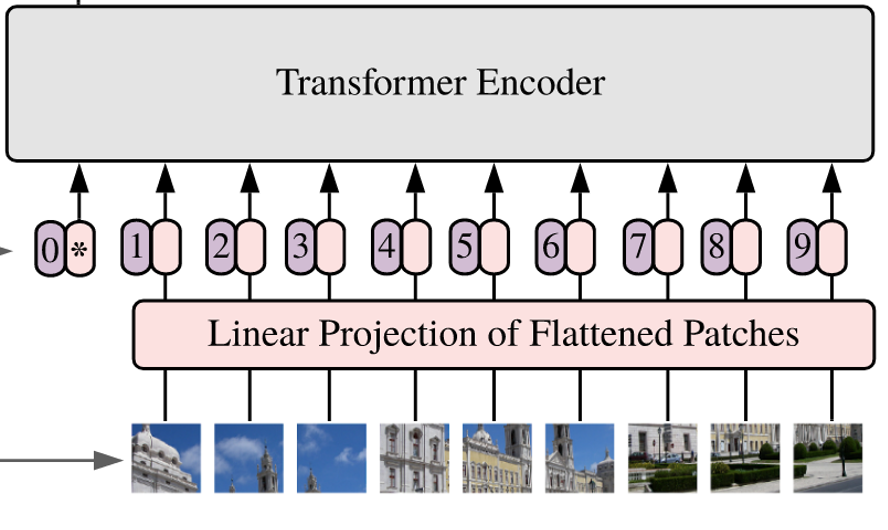 Transformer Encoder
0 * 1 2 3 4 5 6 7 8 9
Linear Projection of Flattened Patches